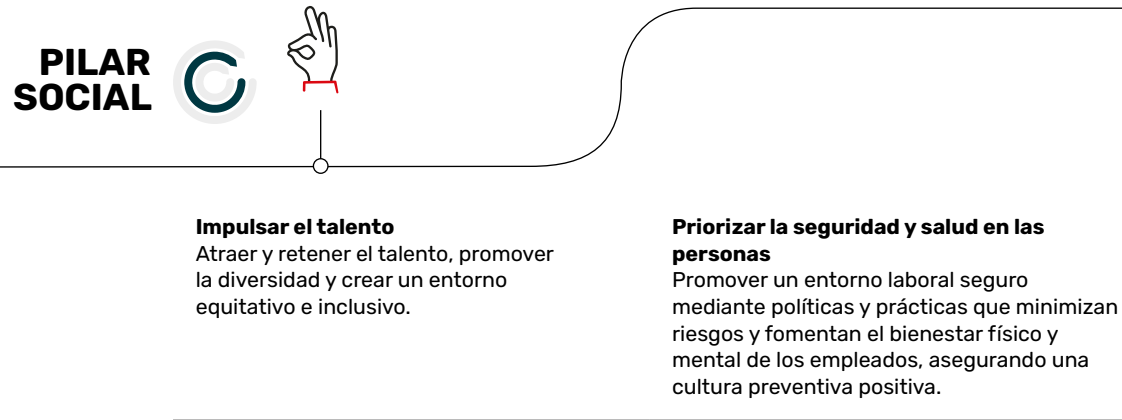 PILAR
SOCIAL
Impulsar el talento
Atraer y retener el talento, promover
la diversidad y crear un entorno
equitativo e inclusivo.
Priorizar la seguridad y salud en las
personas
Promover un entorno laboral seguro
mediante políticas y prácticas que minimizan
riesgos y fomentan el bienestar físico y
mental de los empleados, asegurando una
cultura preventiva positiva.